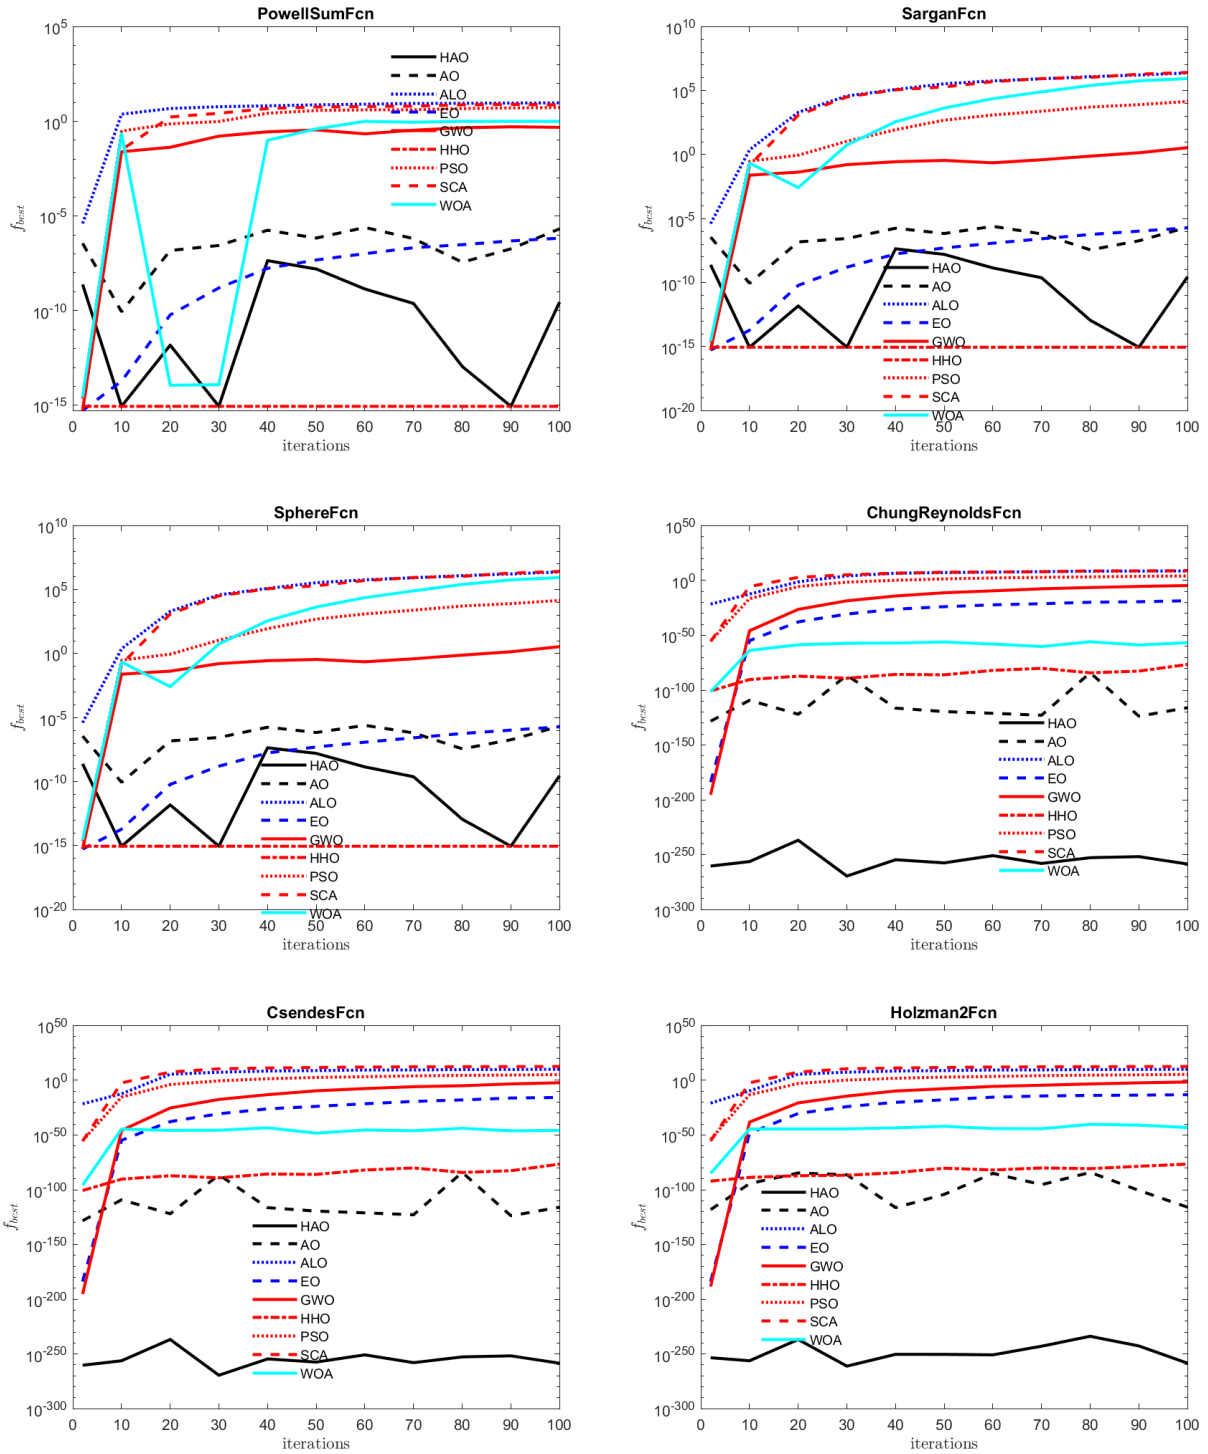 PowellSumFcn
10^5
10^0
10^-5
10^-10
10^-15
f_best
HAO
AO
ALO
EO
GWO
HHO
PSO
SCA
WOA
0 10 20 30 40 50 60 70 80 90 100
iterations
SarganFcn
10^10
10^5
10^0
10^-5
10^-10
10^-15
10^-20
f_best
HAO
AO
ALO
EO
GWO
HHO
PSO
SCA
WOA
0 10 20 30 40 50 60 70 80 90 100
iterations
SphereFcn
10^10
10^5
10^0
10^-5
10^-10
10^-15
10^-20
f_best
HAO
AO
ALO
EO
GWO
HHO
PSO
SCA
WOA
0 10 20 30 40 50 60 70 80 90 100
iterations
ChungReynoldsFcn
10^50
10^0
10^-50
10^-100
10^-150
10^-200
10^-250
10^-300
f_best
HAO
AO
ALO
EO
GWO
HHO
PSO
SCA
WOA
0 10 20 30 40 50 60 70 80 90 100
iterations
CsendesFcn
10^50
10^0
10^-50
10^-100
10^-150
10^-200
10^-250
10^-300
f_best
HAO
AO
ALO
EO
GWO
HHO
PSO
SCA
WOA
0 10 20 30 40 50 60 70 80 90 100
iterations
Holzman2Fcn
10^50
10^0
10^-50
10^-100
10^-150
10^-200
10^-250
10^-300
f_best
HAO
AO
ALO
EO
GWO
HHO
PSO
SCA
WOA
0 10 20 30 40 50 60 70 80 90 100
iterations